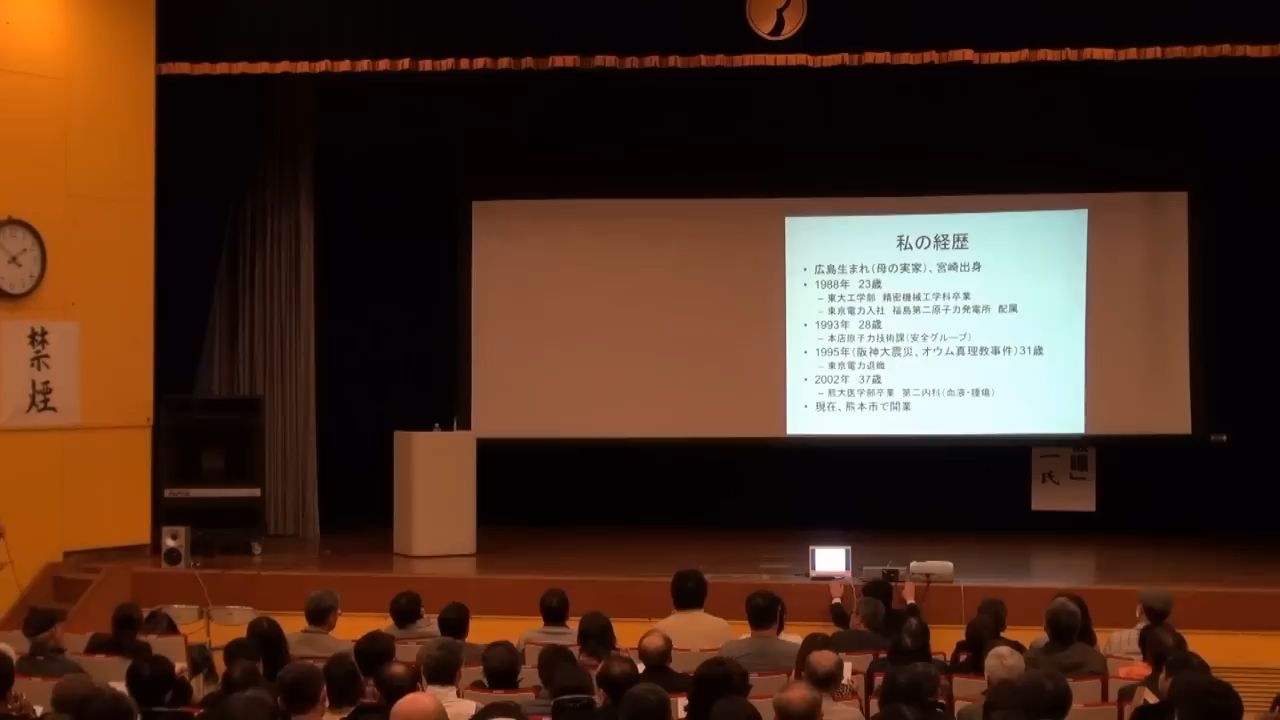 私の経歴
• 広島生まれ(母の実家)、宮崎出身
• 1988年 23歳
– 東大工学部 精密機械工学科卒業
– 東京電力入社 福島第二原子力発電所 配属
• 1993年 28歳
– 本店原子力技術課(安全グループ)
• 1995年(阪神大震災、オウム真理教事件)31歳
– 東京電力退職
• 2002年 37歳
– 熊大医学部卒業 第二内科(血液・腫瘍)
• 現在、熊本市で開業
禁煙
一氏